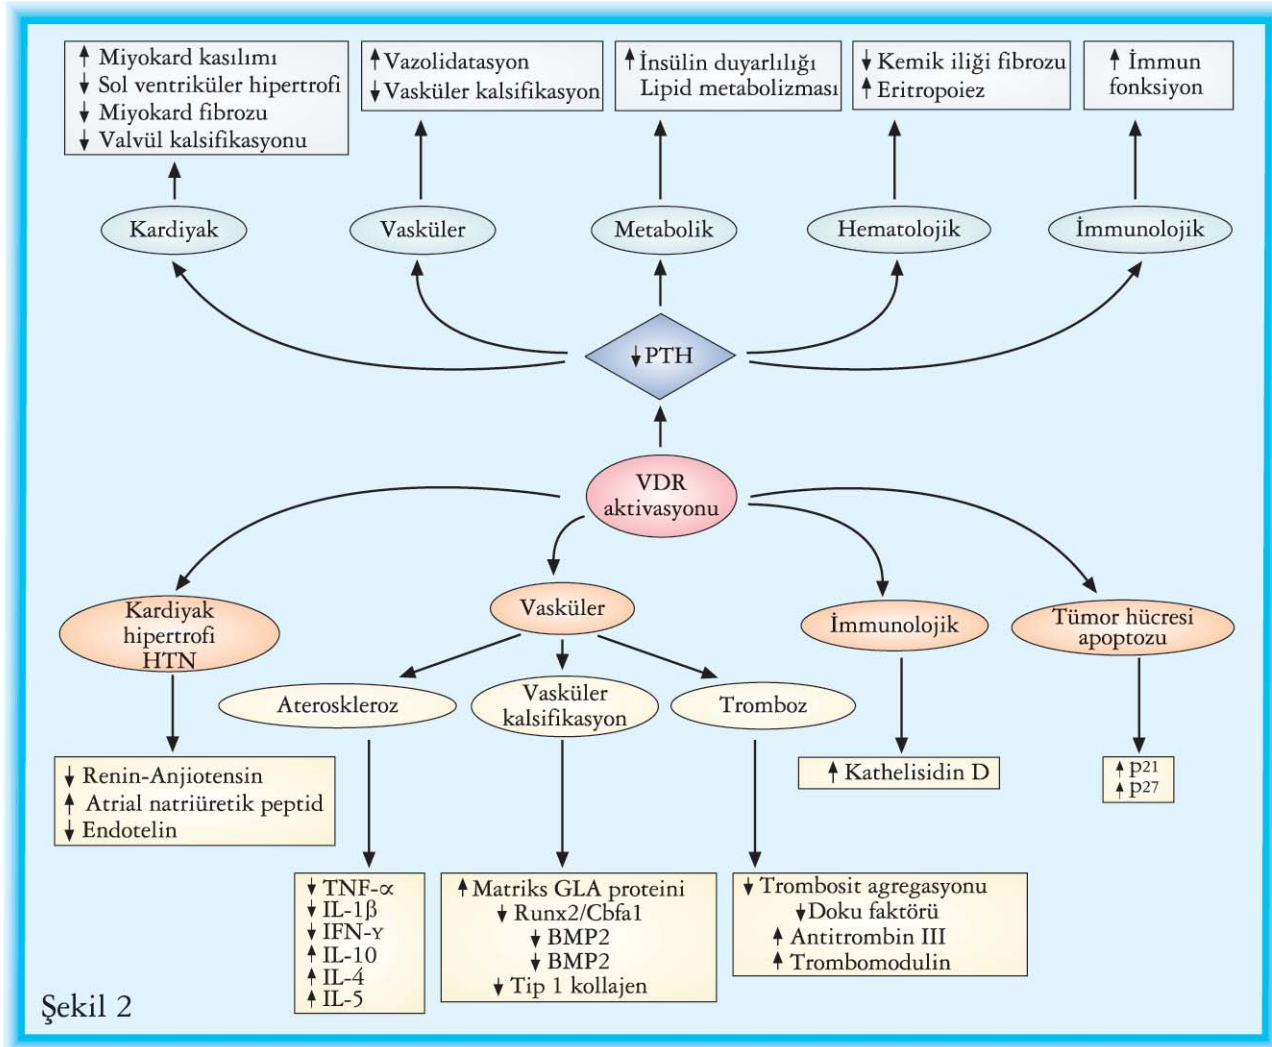 ↑ Miyokard kasılımı
↓ Sol ventriküler hipertrofi
↓ Miyokard fibrozu
↓ Valvül kalsifikasyonu
↑ Vazolidatasyon
↓ Vasküler kalsifikasyon
↑ İnsülin duyarlılığı
Lipid metabolizması
↓ Kemik iliği fibrozu
↑ Eritropoiez
↑ İmmun
fonksiyon
Kardiyak
Vasküler
Metabolik
Hematolojik
İmmunolojik
↓ PTH
VDR
aktivasyonu
Kardiyak
hipertrofi
HTN
Vasküler
İmmunolojik
Tümor hücresi
apoptozu
Ateroskleroz
Vasküler
kalsifikasyon
Tromboz
↓ Renin-Anjiotensin
↑ Atrial natriüretik peptid
↓ Endotelin
↑ Kathelisidin D
↑ p21
↑ p27
↓ TNF-α
↓ IL-1β
↓ IFN-γ
↑ IL-10
↑ IL-4
↑ IL-5
↑ Matriks GLA proteini
↓ Runx2/Cbfa1
↓ BMP2
↓ BMP2
↓ Tip 1 kollajen
↓ Trombosit agregasyonu
↓ Doku faktörü
↑ Antitrombin III
↑ Trombomodulin
Şekil 2